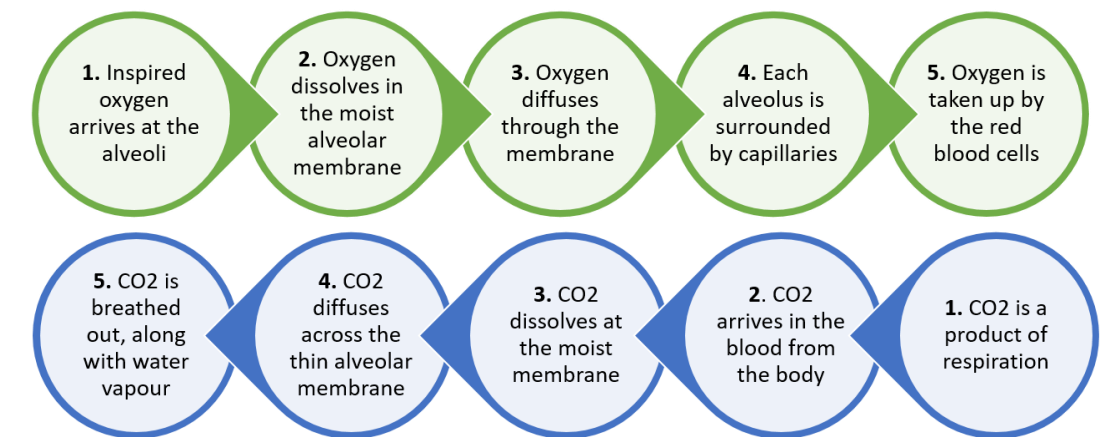 1. Inspired
oxygen
arrives at the
alveoli
2. Oxygen
dissolves in
the moist
alveolar
membrane
3. Oxygen
diffuses
through the
membrane
4. Each
alveolus is
surrounded
by capillaries
5. Oxygen is
taken up by
the red
blood cells
5. CO2 is
breathed
out, along
with water
vapour
4. CO2
diffuses
across the
thin alveolar
membrane
3. CO2
dissolves at
the moist
membrane
2. CO2
arrives in the
blood from
the body
1. CO2 is a
product of
respiration